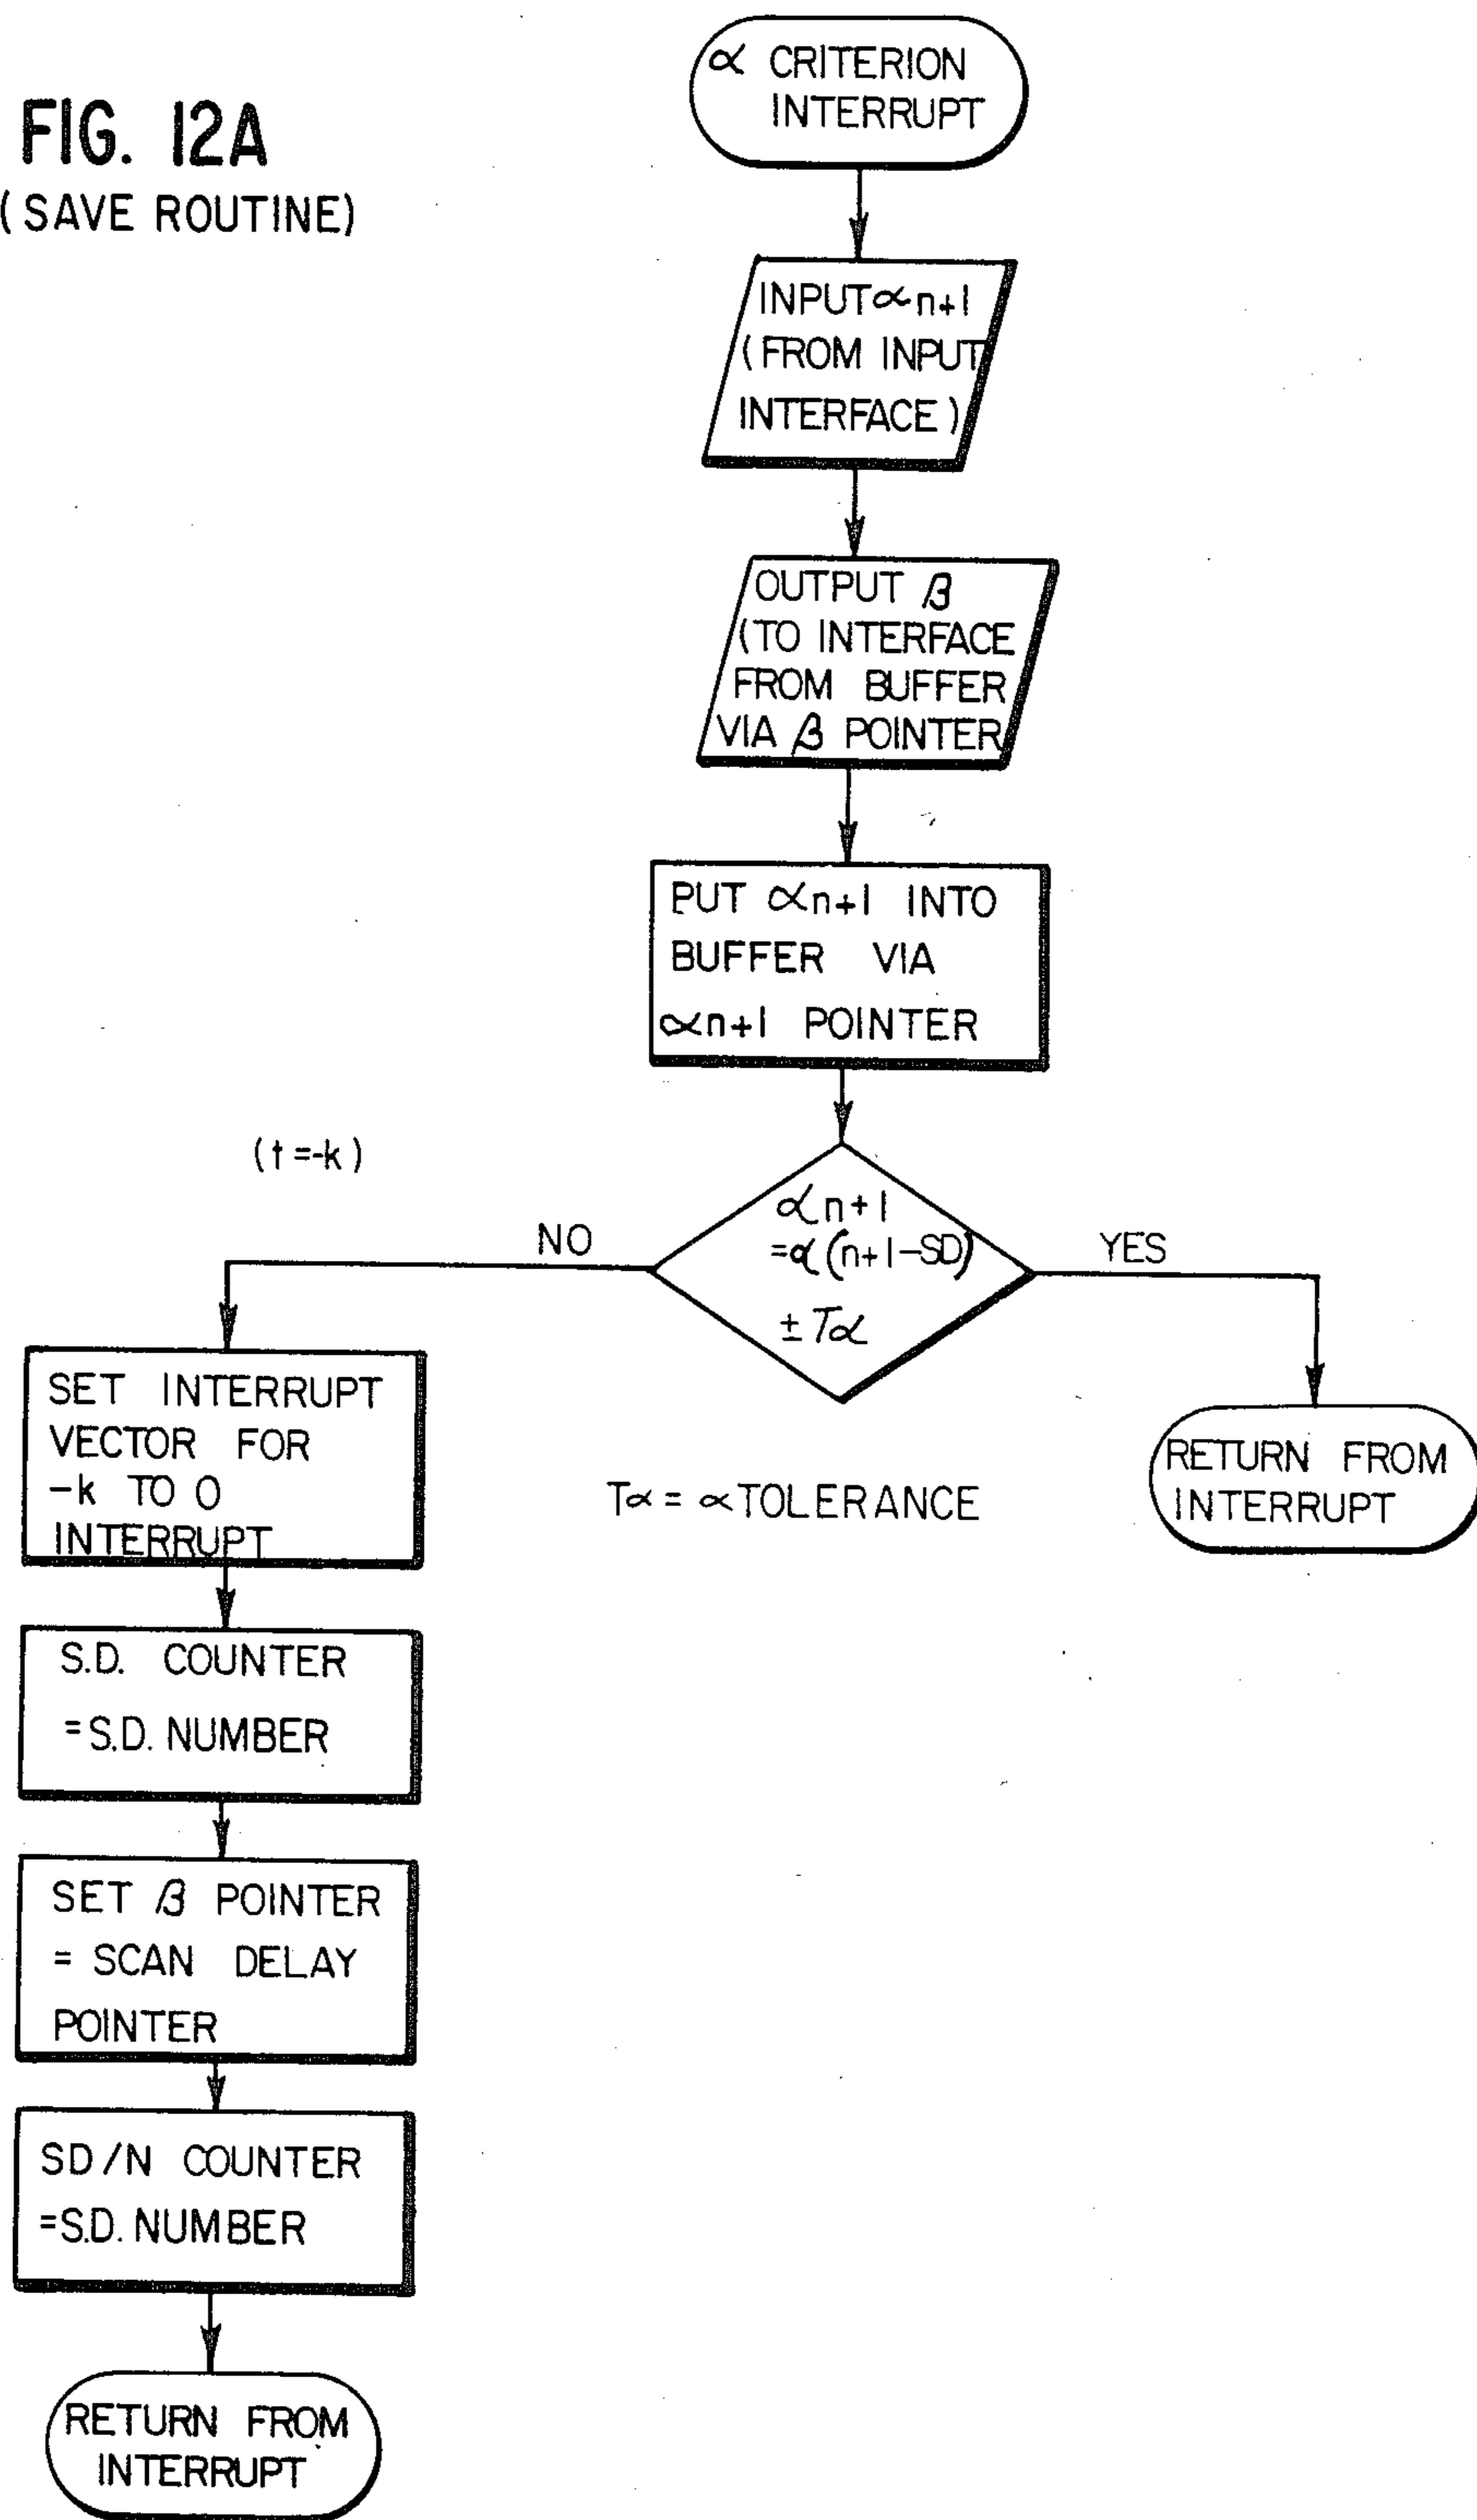 FIG. 12A
(SAVE ROUTINE)
α CRITERION
INTERRUPT
INPUT αn+1
(FROM INPUT
INTERFACE)
OUTPUT β
(TO INTERFACE
FROM BUFFER
VIA β POINTER
PUT αn+1 INTO
BUFFER VIA
αn+1 POINTER
(t=-k)
NO
αn+1
=α(n+1-SD)
± Tα
YES
SET INTERRUPT
VECTOR FOR
-k TO 0
INTERRUPT
Tα = α TOLERANCE
RETURN FROM
INTERRUPT
S.D. COUNTER
=S.D. NUMBER
SET β POINTER
= SCAN DELAY
POINTER
SD/N COUNTER
=S.D. NUMBER
RETURN FROM
INTERRUPT